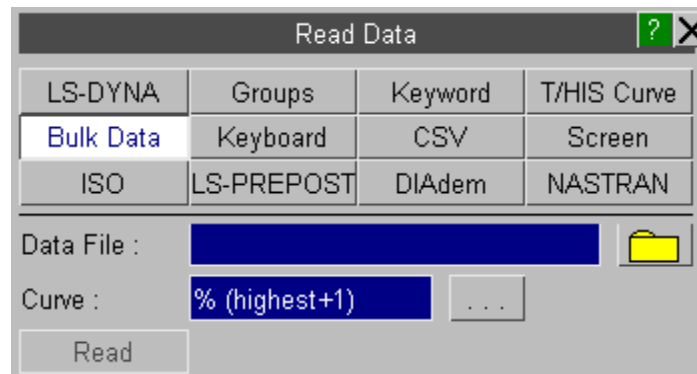 Read Data ? X
LS-DYNA Groups Keyword T/HIS Curve
Bulk Data Keyboard CSV Screen
ISO LS-PREPOST DIAdem NASTRAN
Data File :
Curve : % (highest+1) . . .
Read